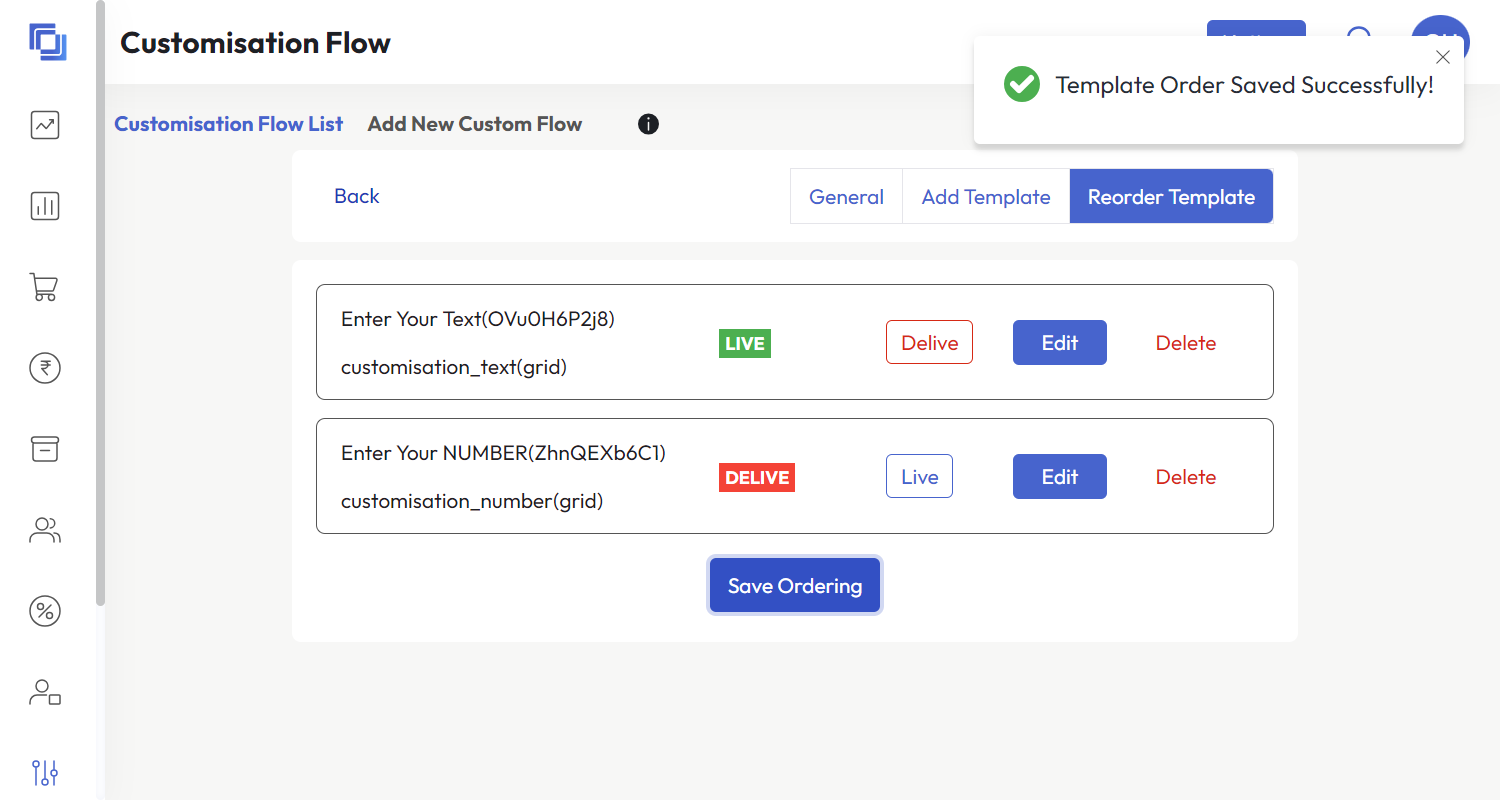 Customisation Flow
Template Order Saved Successfully!
Customisation Flow List
Add New Custom Flow
Back
General
Add Template
Reorder Template
Enter Your Text(OVu0H6P2j8)
customisation_text(grid)
LIVE
Delive
Edit
Delete
Enter Your NUMBER(ZhnQEXb6C1)
customisation_number(grid)
DELIVE
Live
Edit
Delete
Save Ordering